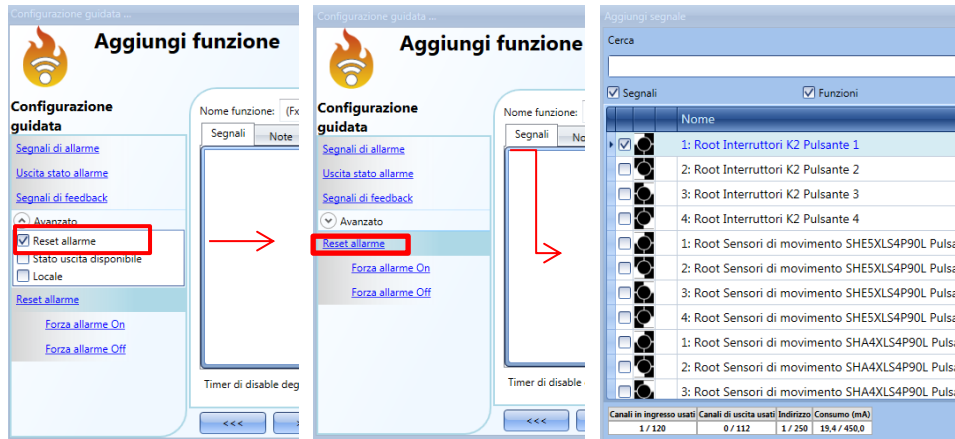 Configurazione guidata ...
Aggiungi funzione
Configurazione
guidata
Segnali di allarme
Uscita stato allarme
Segnali di feedback
Avanzato
Reset allarme
Stato uscita disponibile
Locale
Reset allarme
Forza allarme On
Forza allarme Off
Nome funzione: (Fx
Segnali Note
Timer di disable deg
<<<
Configurazione guidata ...
Aggiungi funzione
Configurazione
guidata
Segnali di allarme
Uscita stato allarme
Segnali di feedback
Avanzato
Reset allarme
Forza allarme On
Forza allarme Off
Nome funzione:
Segnali No
Timer di disable
<<<
Aggiungi segnale
Cerca
Segnali Funzioni
Nome
1: Root Interruttori K2 Pulsante 1
2: Root Interruttori K2 Pulsante 2
3: Root Interruttori K2 Pulsante 3
4: Root Interruttori K2 Pulsante 4
1: Root Sensori di movimento SHE5XLS4P90L Pulsa
2: Root Sensori di movimento SHE5XLS4P90L Pulsa
3: Root Sensori di movimento SHE5XLS4P90L Pulsa
4: Root Sensori di movimento SHE5XLS4P90L Pulsa
1: Root Sensori di movimento SHA4XLS4P90L Pulsa
2: Root Sensori di movimento SHA4XLS4P90L Pulsa
3: Root Sensori di movimento SHA4XLS4P90L Pulsa
Canali in ingresso usati Canali di uscita usati Indirizzo Consumo (mA)
1 / 120 0 / 112 1 / 250 19,4 / 450,0